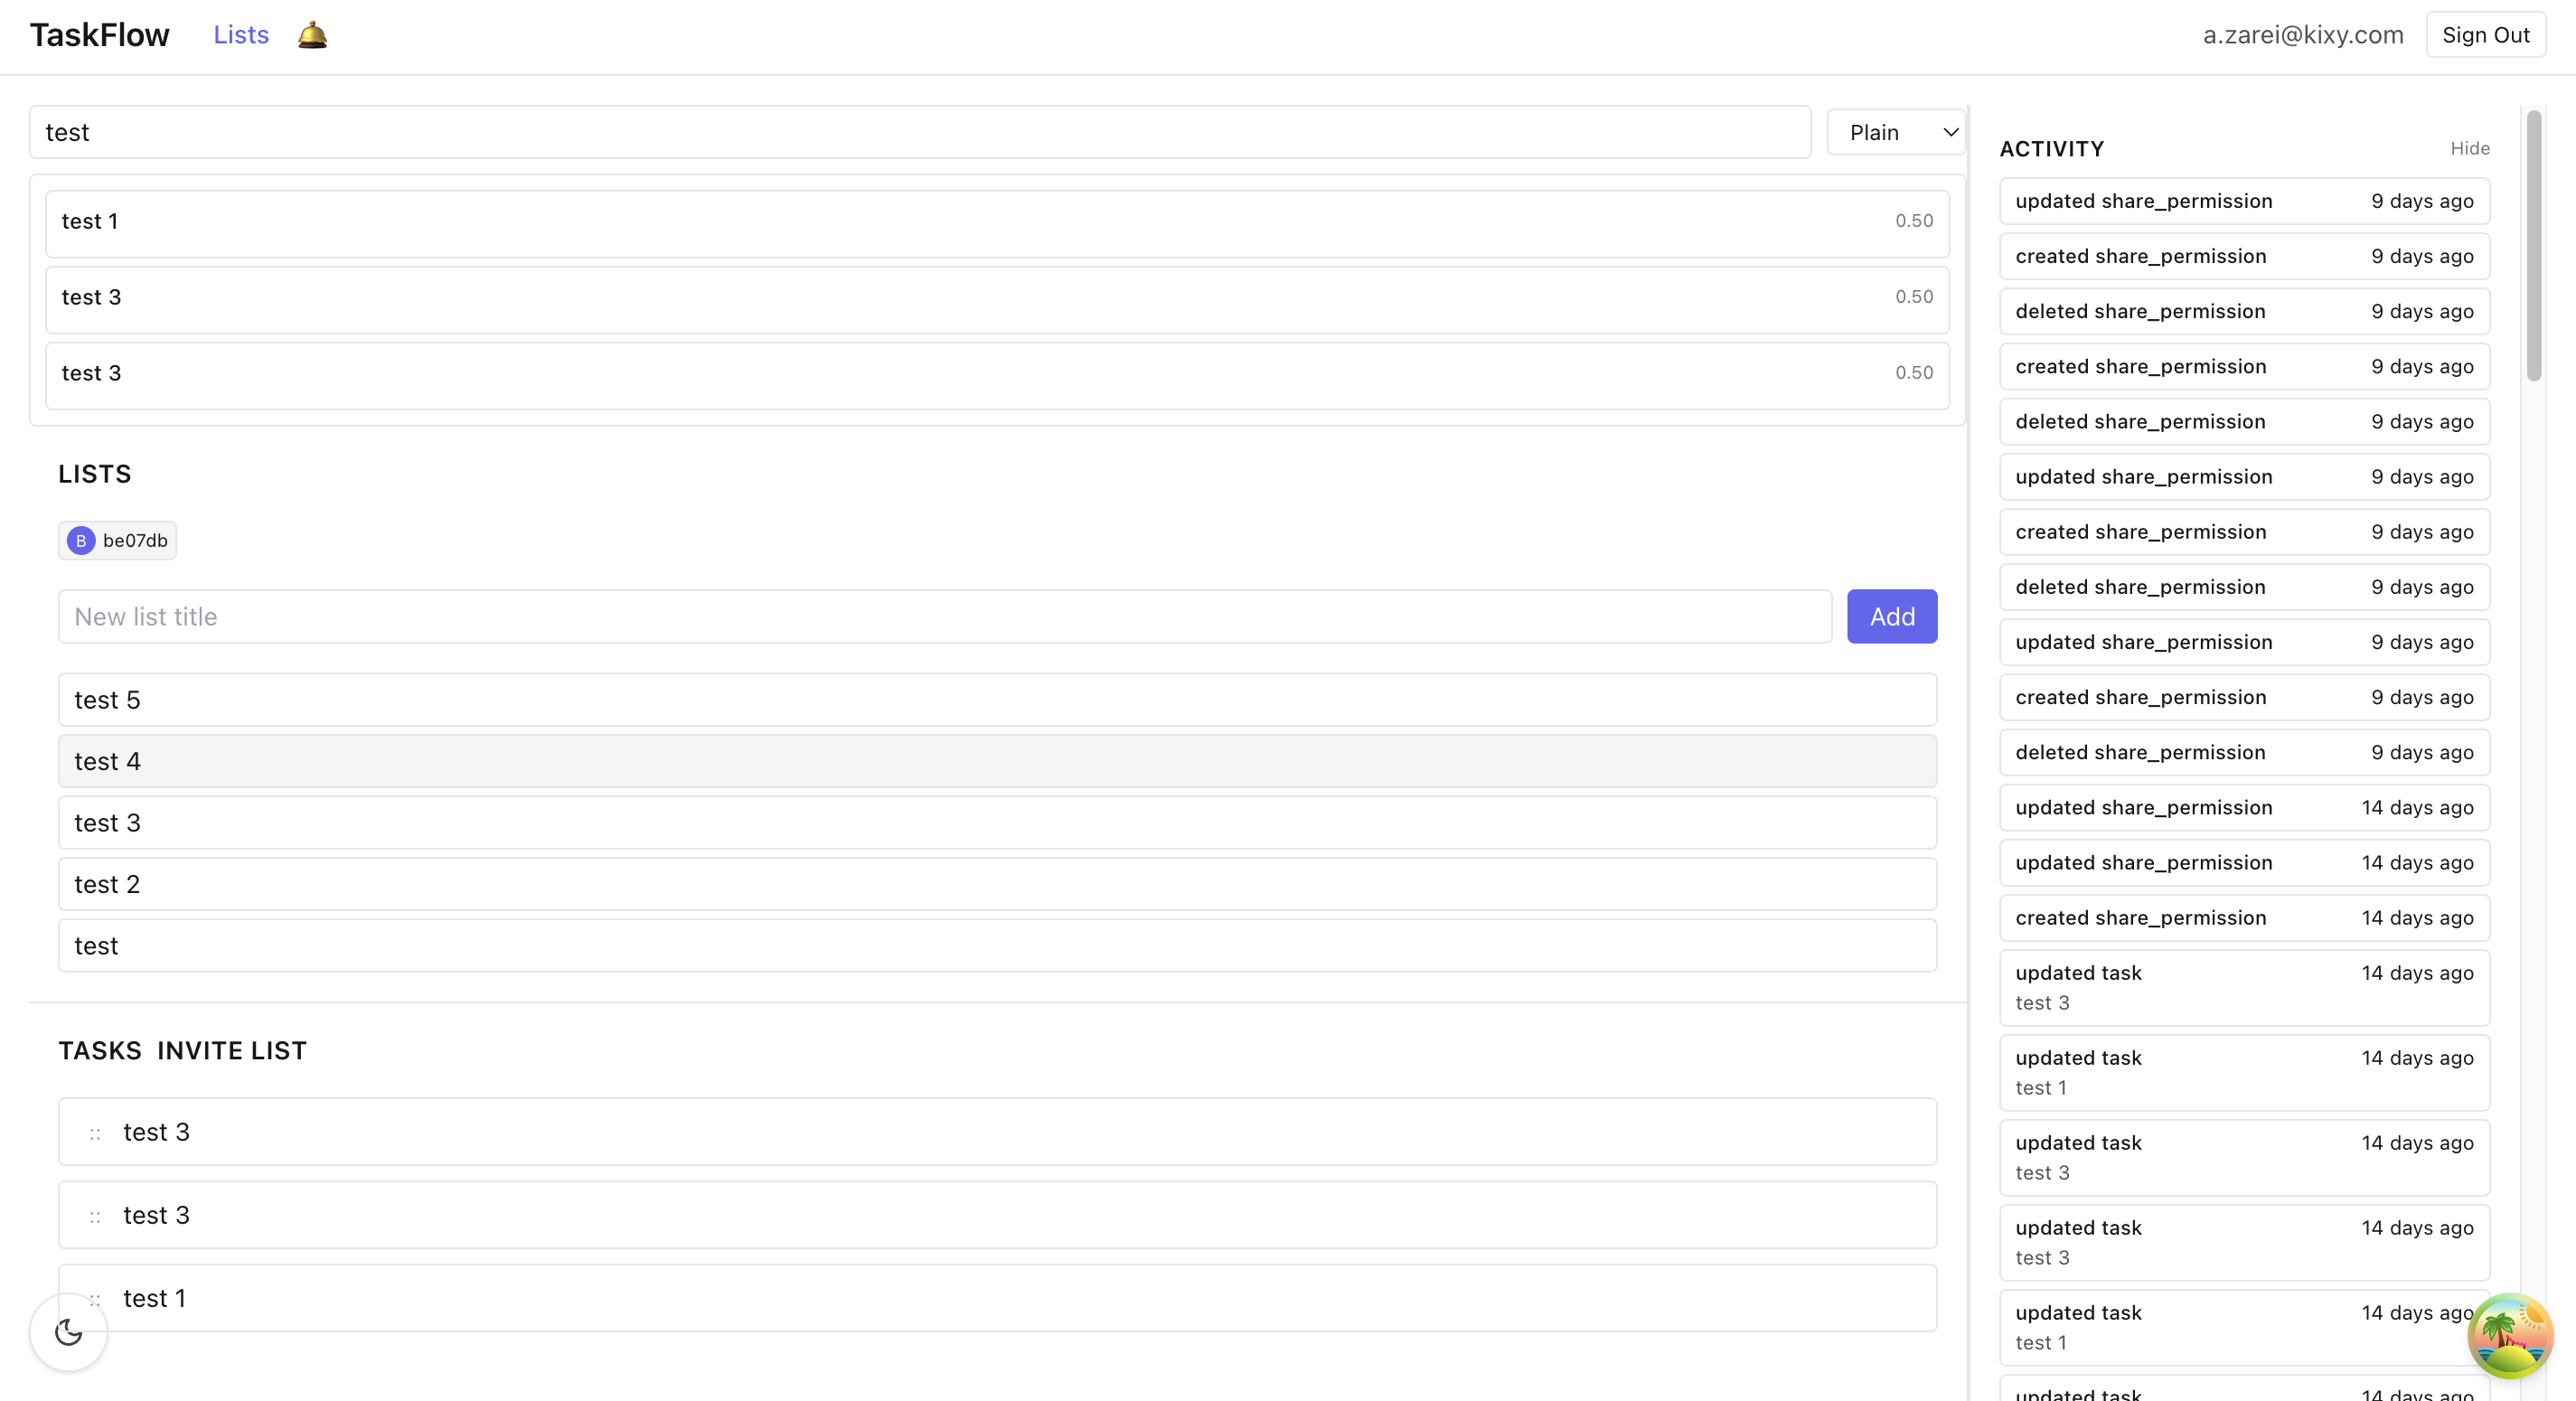 TaskFlow Lists a.zarei@kixy.com Sign Out
test Plain
test 1 0.50
test 3 0.50
test 3 0.50
LISTS
B be07db
New list title Add
test 5
test 4
test 3
test 2
test
TASKS INVITE LIST
:: test 3
:: test 3
:: test 1
ACTIVITY Hide
updated share_permission 9 days ago
created share_permission 9 days ago
deleted share_permission 9 days ago
created share_permission 9 days ago
deleted share_permission 9 days ago
updated share_permission 9 days ago
created share_permission 9 days ago
deleted share_permission 9 days ago
updated share_permission 9 days ago
created share_permission 9 days ago
deleted share_permission 9 days ago
updated share_permission 14 days ago
updated share_permission 14 days ago
created share_permission 14 days ago
updated task 14 days ago
test 3
updated task 14 days ago
test 1
updated task 14 days ago
test 3
updated task 14 days ago
test 3
updated task 14 days ago
test 1
updated task 14 days ago